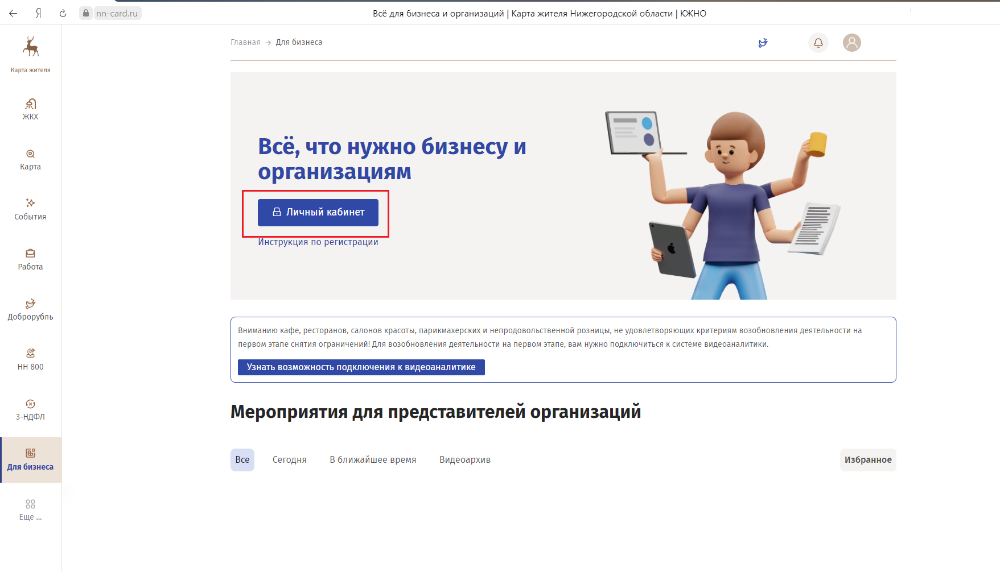 nn-card.ru
Всё для бизнеса и организаций | Карта жителя Нижегородской области | КЖНО
Карта жителя
ЖКХ
Карта
События
Работа
Доброрубль
НН 800
3-НДФЛ
Для бизнеса
Еще ...
Главная → Для бизнеса
Всё, что нужно бизнесу и
организациям
Личный кабинет
Инструкция по регистрации
Вниманию кафе, ресторанов, салонов красоты, парикмахерских и непродовольственной розницы, не удовлетворяющих критериям возобновления деятельности на
первом этапе снятия ограничений! Для возобновления деятельности на первом этапе, вам нужно подключиться к системе видеоаналитики.
Узнать возможность подключения к видеоаналитике
Мероприятия для представителей организаций
Все Сегодня В ближайшее время Видеоархив Избранное